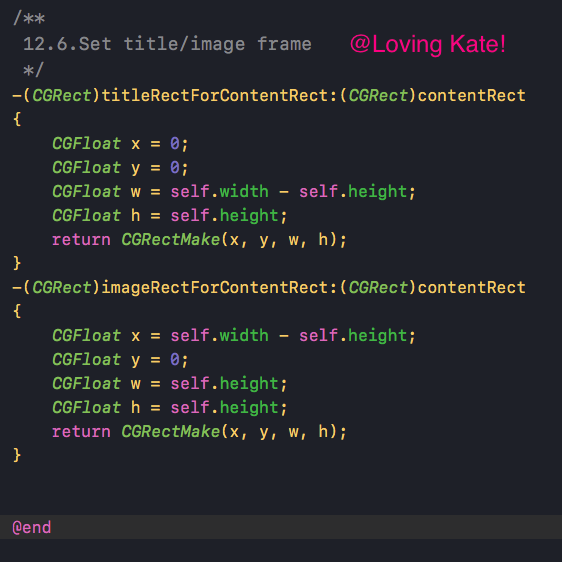 /**
12.6.Set title/image frame @Loving Kate!
*/
-(CGRect)titleRectForContentRect:(CGRect)contentRect
{
CGFloat x = 0;
CGFloat y = 0;
CGFloat w = self.width - self.height;
CGFloat h = self.height;
return CGRectMake(x, y, w, h);
}
-(CGRect)imageRectForContentRect:(CGRect)contentRect
{
CGFloat x = self.width - self.height;
CGFloat y = 0;
CGFloat w = self.height;
CGFloat h = self.height;
return CGRectMake(x, y, w, h);
}
@end